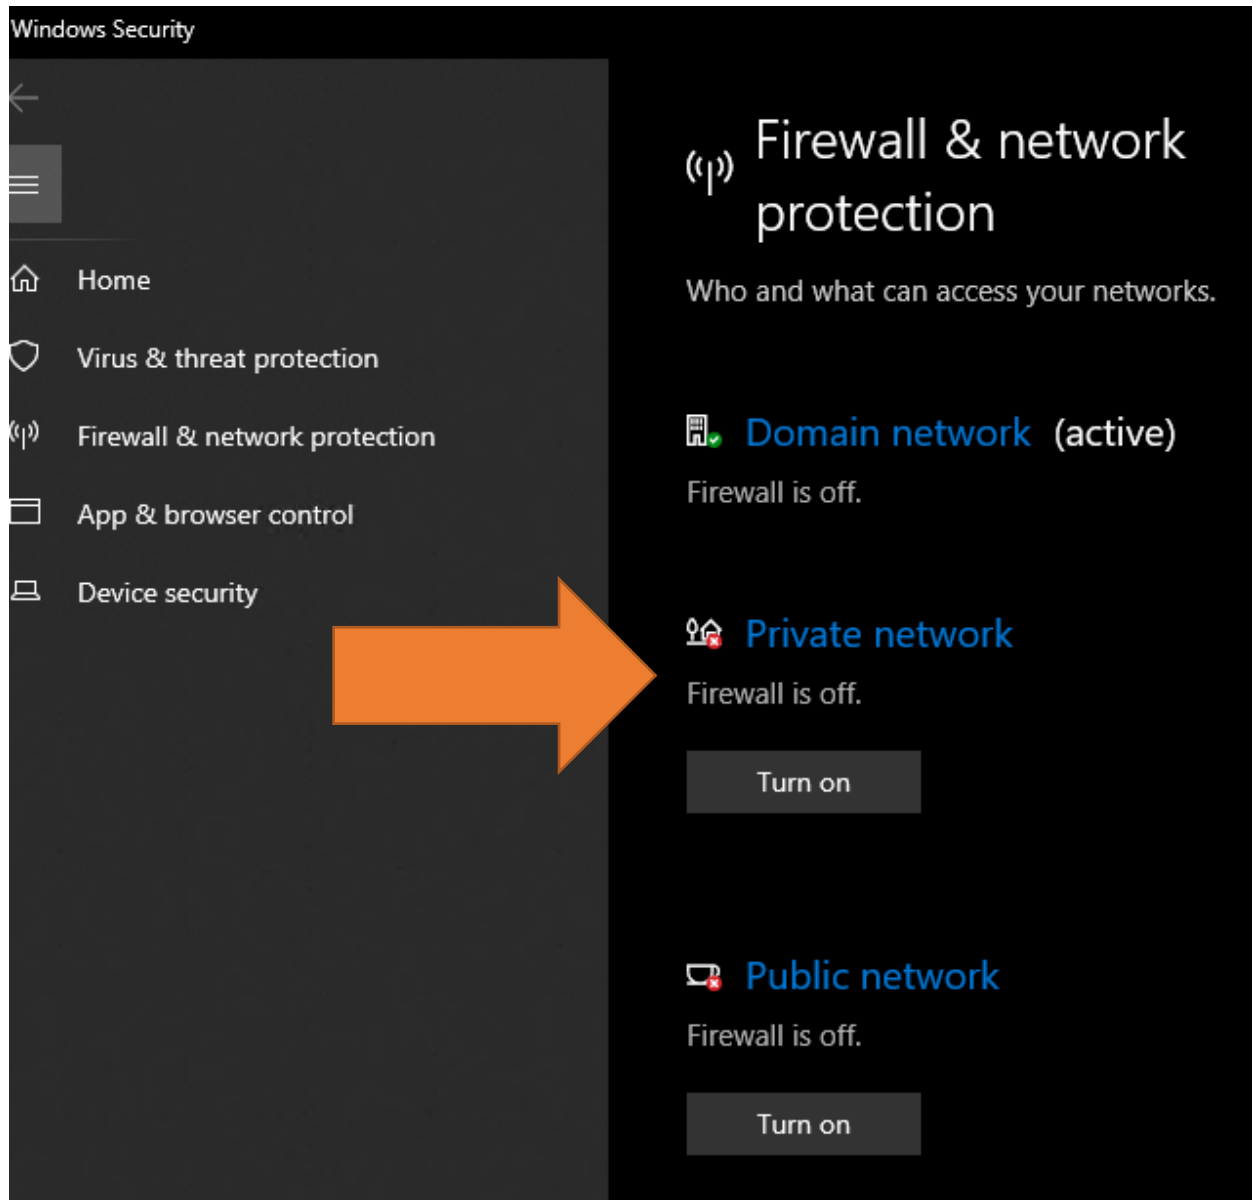 Windows Security
Home
Virus & threat protection
Firewall & network protection
App & browser control
Device security
Firewall & network
protection
Who and what can access your networks.
Domain network (active)
Firewall is off.
Private network
Firewall is off.
Turn on
Public network
Firewall is off.
Turn on